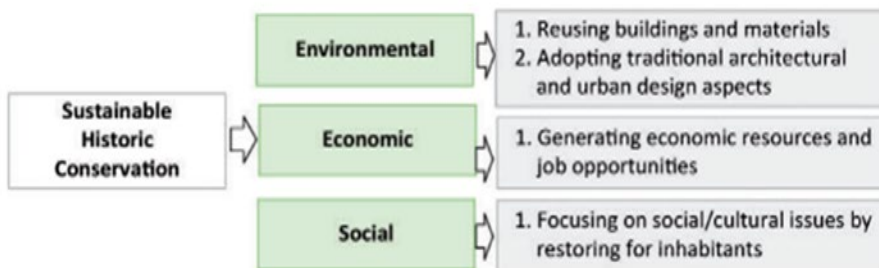 Sustainable
Historic
Conservation
Environmental
1. Reusing buildings and materials
2. Adopting traditional architectural
and urban design aspects
Economic
1. Generating economic resources and
job opportunities
Social
1. Focusing on social/cultural issues by
restoring for inhabitants